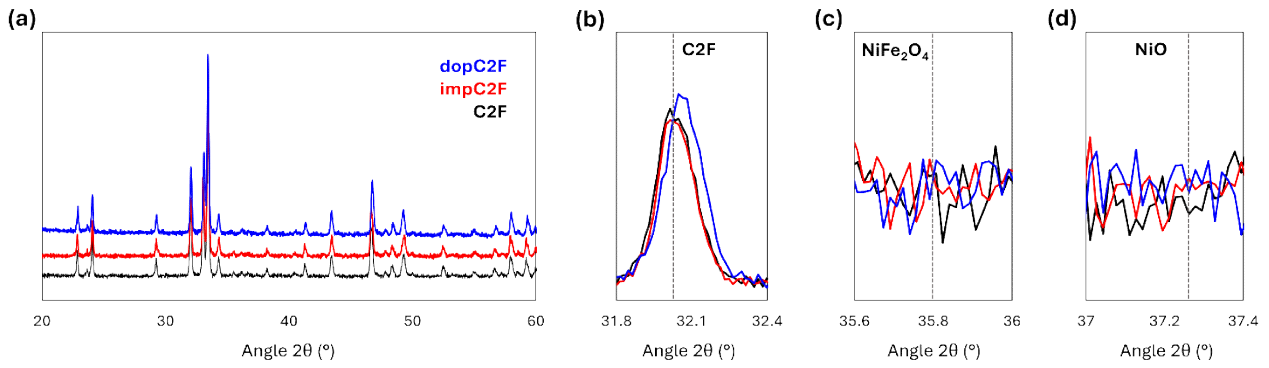 (a)
dopC2F
impC2F
C2F
20 30 40 50 60
Angle 2θ (°)
(b)
C2F
31.8 32.1 32.4
Angle 2θ (°)
(c)
NiFe₂O₄
35.6 35.8 36
Angle 2θ (°)
(d)
NiO
37 37.2 37.4
Angle 2θ (°)